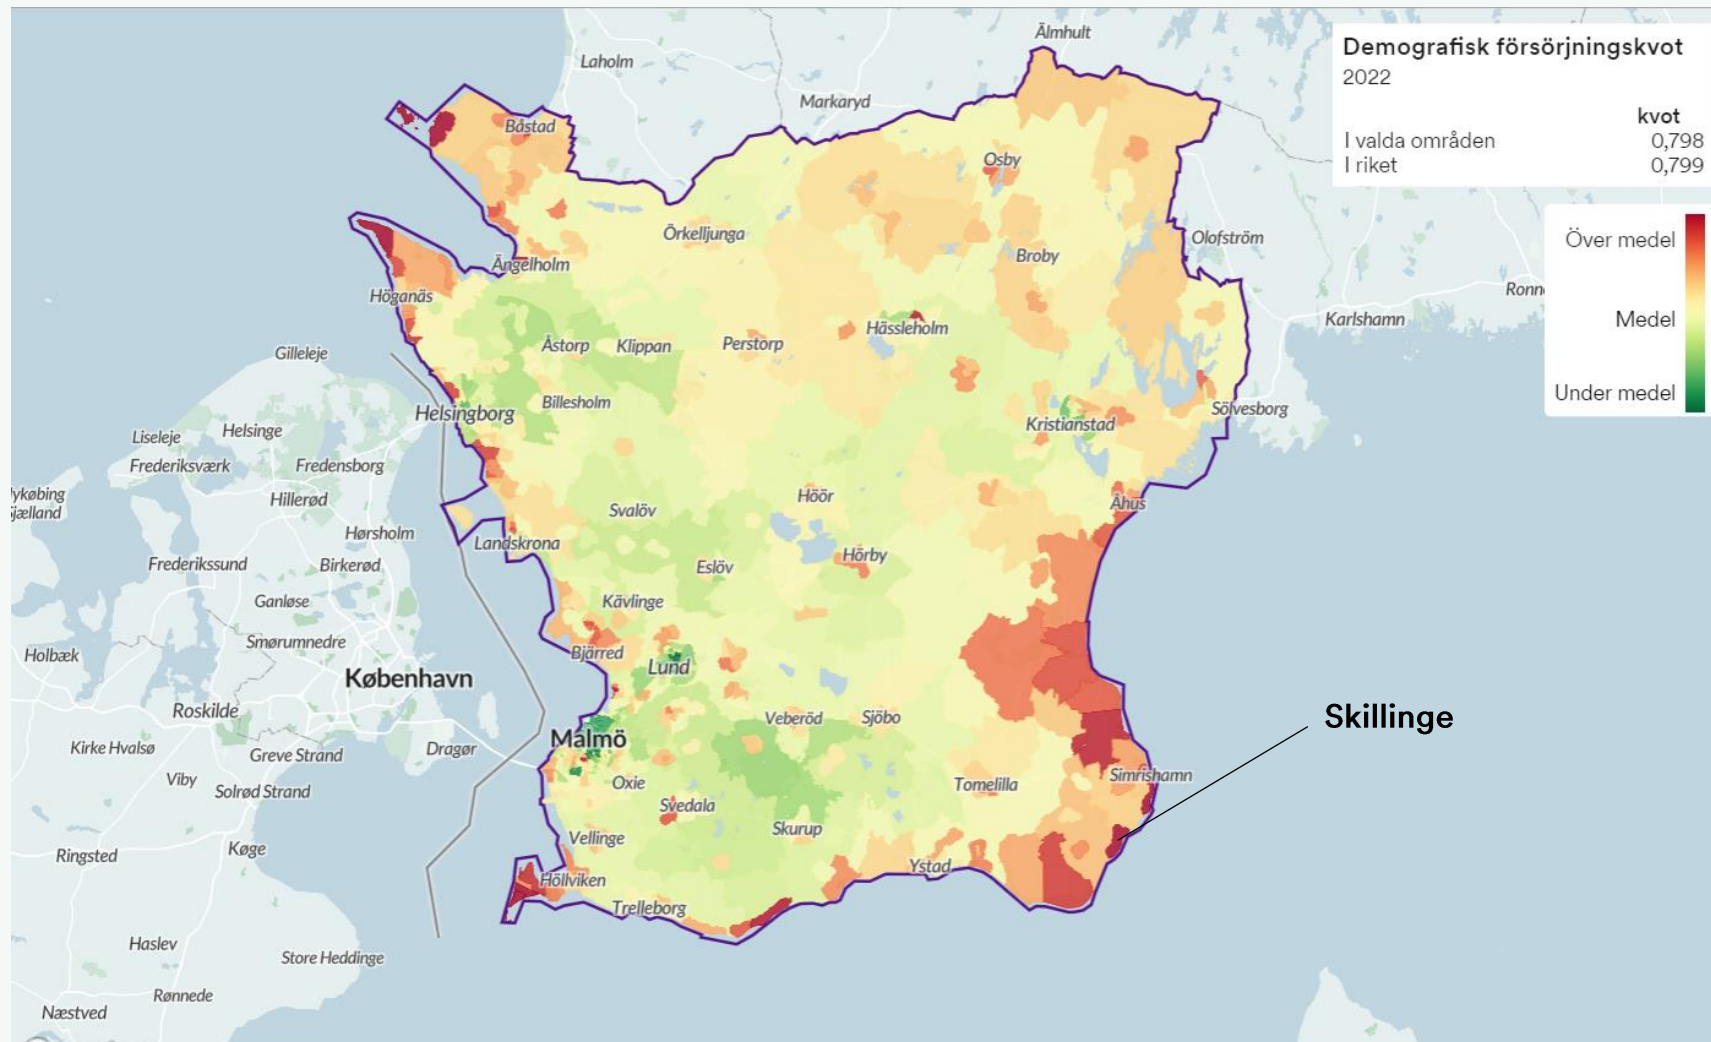 Älmhult
Laholm
Markaryd
Demografisk försörjningskvot
2022
kvot
I valda områden 0,798
I riket 0,799
Båstad
Osby
Örkelljunga
Olofström
Över medel
Ängelholm
Broby
Höganäs
Ronn
Karlshamn
Medel
Hässleholm
Åstorp
Klippan
Perstorp
Gilleleje
Under medel
Billesholm
Helsingborg
Sölvesborg
Kristianstad
Liseleje
Helsinge
Frederiksværk
Fredensborg
Hillerød
ykøbing
jælland
Höör
Åhus
Svalöv
Hørsholm
Landskrona
Hörby
Frederikssund
Birkerød
Eslöv
Ganløse
Kävlinge
Smørumnedre
Holbæk
Bjärred
Lund
København
Roskilde
Veberöd
Sjöbo
Skillinge
Kirke Hvalsø
Greve Strand
Dragør
Malmö
Viby
Solrød Strand
Oxie
Simrishamn
Tomelilla
Svedala
Skurup
Vellinge
Ringsted
Køge
Ystad
Höllviken
Trelleborg
Haslev
Store Heddinge
Rønnede
Næstved